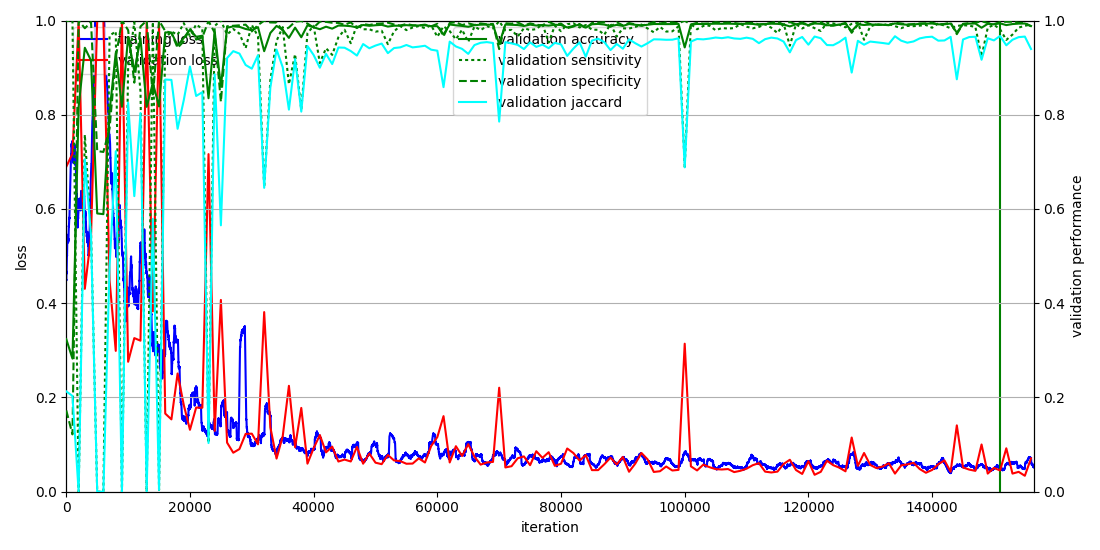 1.0
0.8
0.6
0.4
0.2
0.0
loss
training loss
validation loss
validation accuracy
validation sensitivity
validation specificity
validation jaccard
1.0
0.8
0.6
0.4
0.2
0.0
validation performance
0 20000 40000 60000 80000 100000 120000 140000
iteration